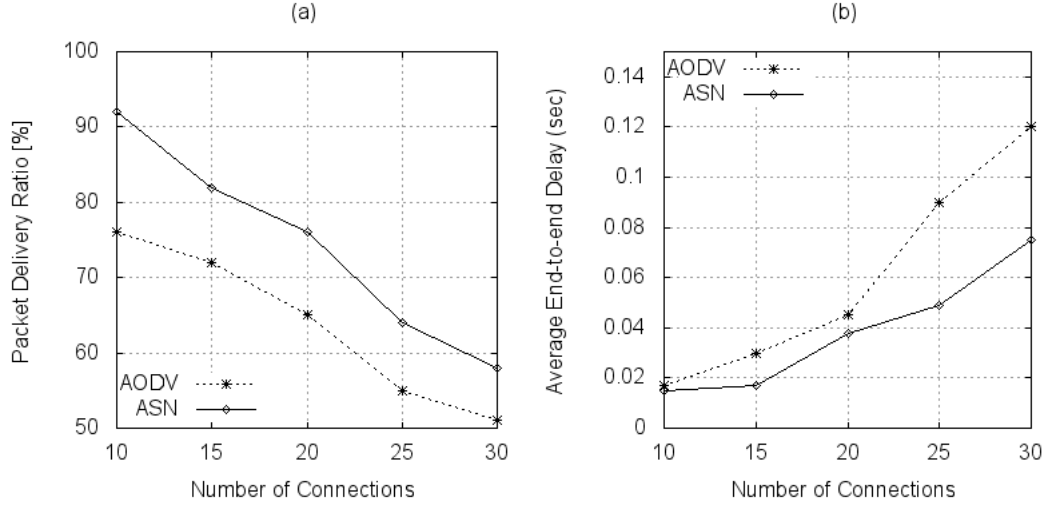 (a)
100
90
80
70
60
50
AODV
ASN
10 15 20 25 30
Number of Connections
Packet Delivery Ratio [%]
(b)
0.14
0.12
0.1
0.08
0.06
0.04
0.02
0
AODV
ASN
10 15 20 25 30
Number of Connections
Average End-to-end Delay (sec)